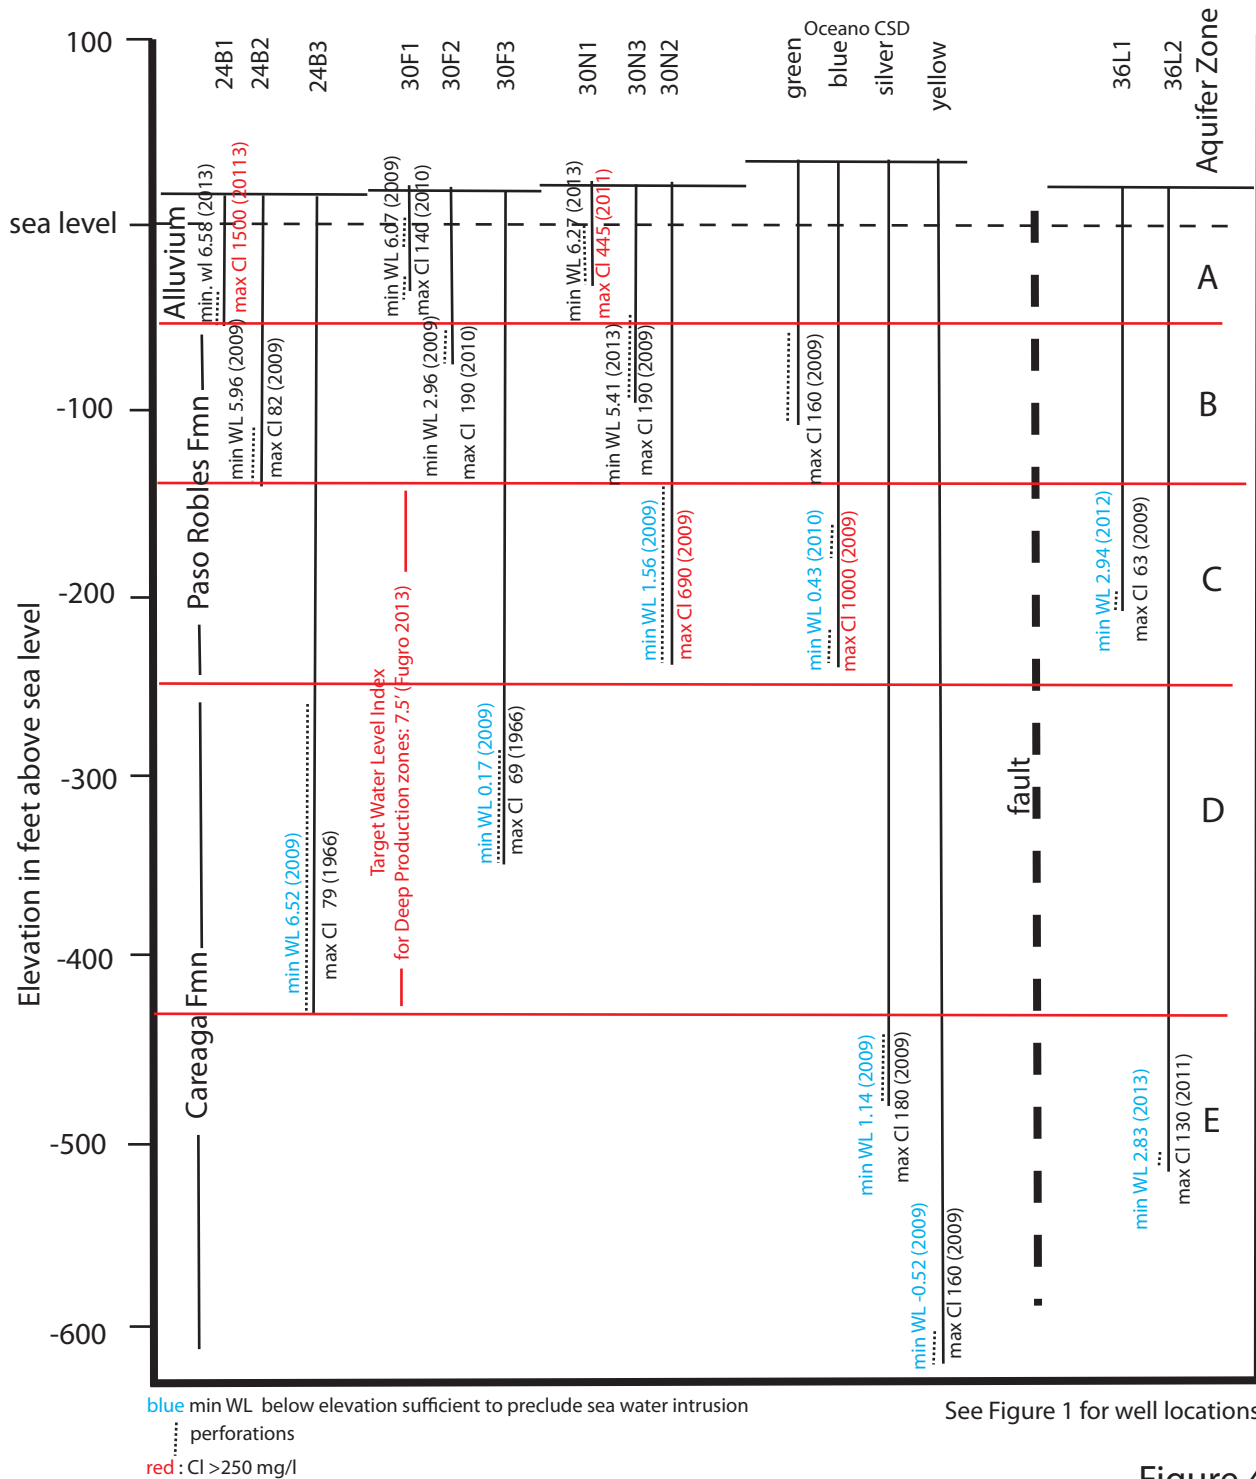 Oceano CSD
24B1
24B2
24B3
30F1
30F2
30F3
30N1
30N3
30N2
green
blue
silver
yellow
36L1
36L2
Aquifer Zone
100
sea level
-100
-200
-300
-400
-500
-600
Elevation in feet above sea level
Alluvium
Paso Robles Fmn
Careaga Fmn
min. wl 6.58 (2013)
max Cl 1500 (20113)
min WL 5.96 (2009)
max Cl 82 (2009)
min WL 6.52 (2009)
max Cl 79 (1966)
min WL 6.07 (2009)
max Cl 140 (2010)
min WL 2.96 (2009)
max Cl 190 (2010)
Target Water Level Index
for Deep Production zones: 7.5' (Fugro 2013)
min WL 0.17 (2009)
max Cl 69 (1966)
min WL 6.27 (2013)
max Cl 445 (2011)
min WL 5.41 (2013)
max Cl 190 (2009)
min WL 1.56 (2009)
max Cl 690 (2009)
max Cl 160 (2009)
min WL 0.43 (2010)
max Cl 1000 (2009)
min WL 1.14 (2009)
max Cl 180 (2009)
min WL -0.52 (2009)
max Cl 160 (2009)
fault
min WL 2.94 (2012)
max Cl 63 (2009)
min WL 2.83 (2013)
max Cl 130 (2011)
A
B
C
D
E
blue min WL below elevation sufficient to preclude sea water intrusion
perforations
red : Cl >250 mg/l
See Figure 1 for well locations
Figure